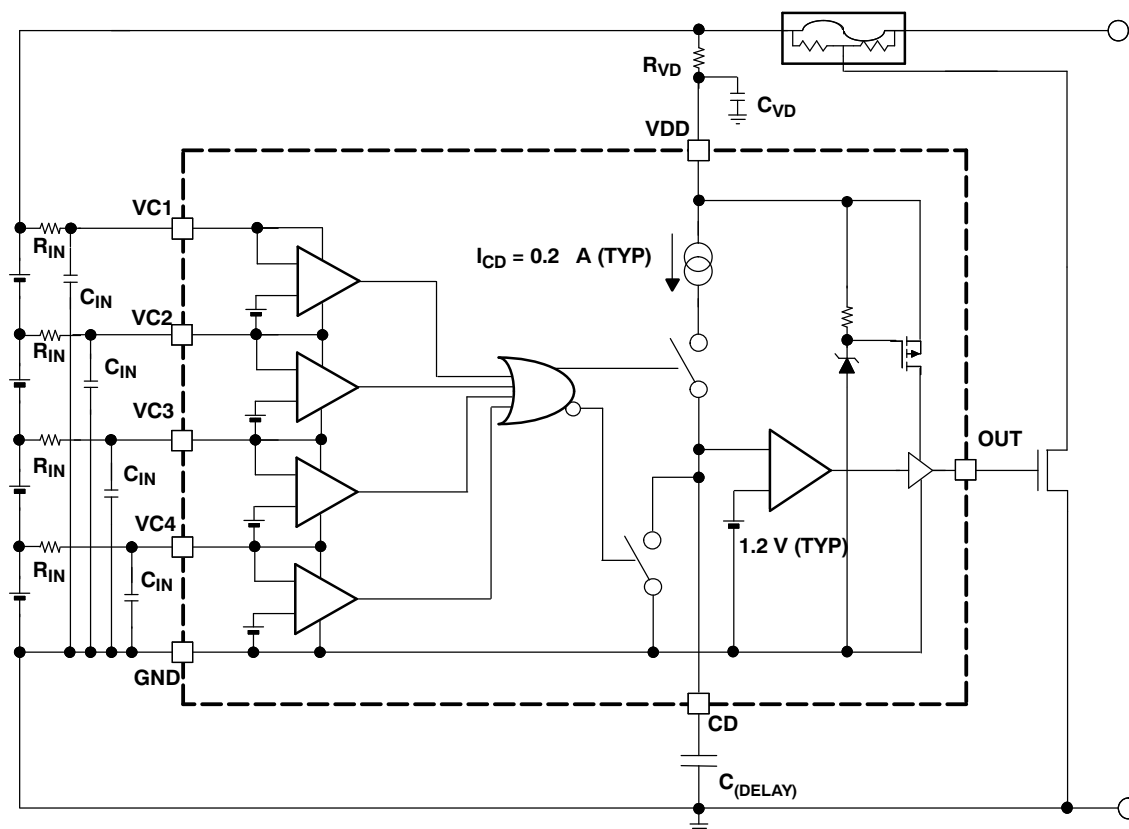 RVD
CVD
VDD
VC1
RIN
ICD = 0.2 A (TYP)
CIN
VC2
RIN
CIN
VC3
OUT
RIN
CIN
VC4
1.2 V (TYP)
RIN
CIN
GND
CD
C(DELAY)